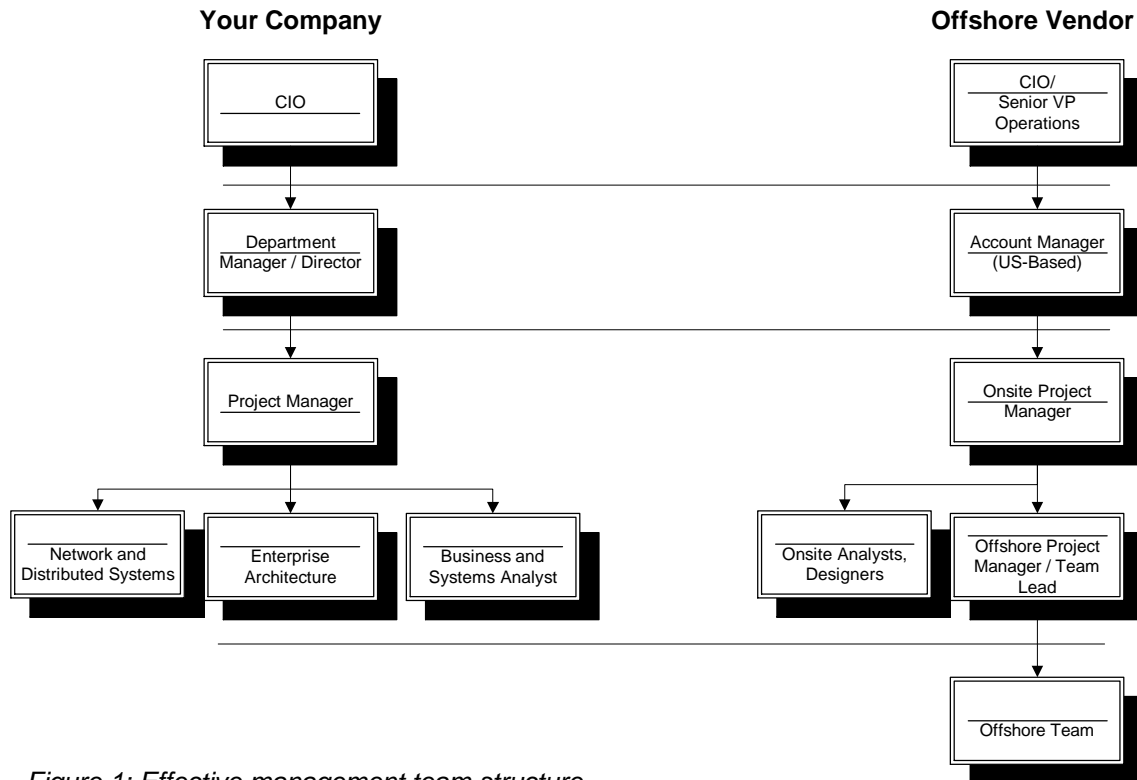 Your Company
Offshore Vendor
CIO
CIO/
Senior VP
Operations
Department
Manager / Director
Account Manager
(US-Based)
Project Manager
Onsite Project
Manager
Network and
Distributed Systems
Enterprise
Architecture
Business and
Systems Analyst
Onsite Analysts,
Designers
Offshore Project
Manager / Team
Lead
Offshore Team
Figure 1: Effective management team structure